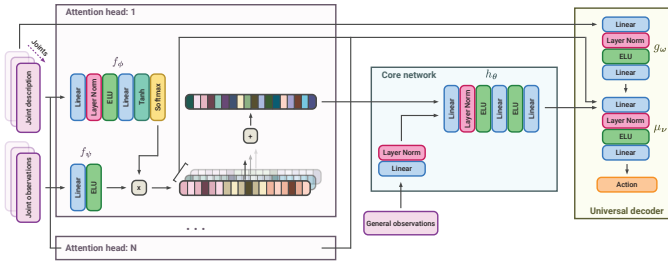 Attention head: 1
Joints
Joint description
Joint observations
f_ϕ
Linear
Layer Norm
ELU
Linear
Tanh
Softmax
f_ψ
Linear
ELU
x
+
. . .
Attention head: N
Core network
h_θ
Linear
Layer Norm
ELU
Linear
ELU
Linear
Layer Norm
Linear
General observations
Linear
Layer Norm
ELU
Linear
g_ω
Linear
Layer Norm
ELU
Linear
μ_ν
Action
Universal decoder